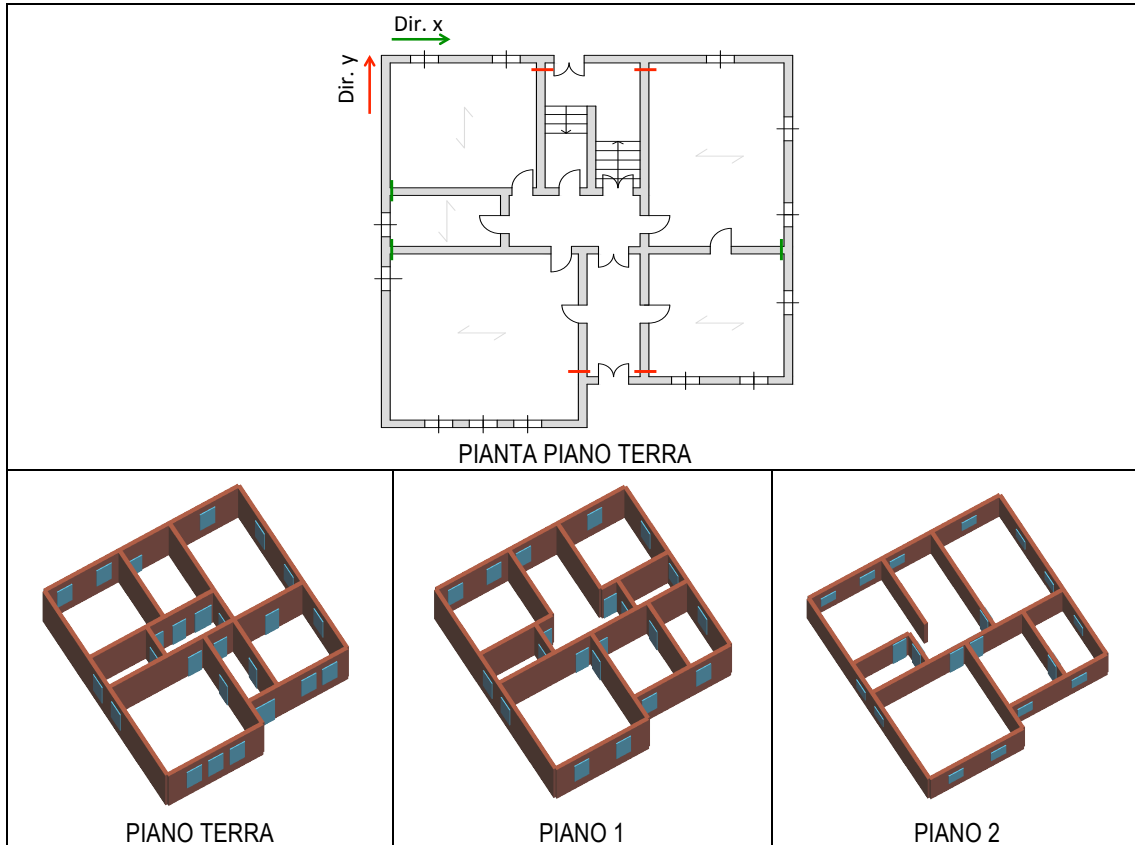 Dir. x
Dir. y
PIANTA PIANO TERRA
PIANO TERRA
PIANO 1
PIANO 2